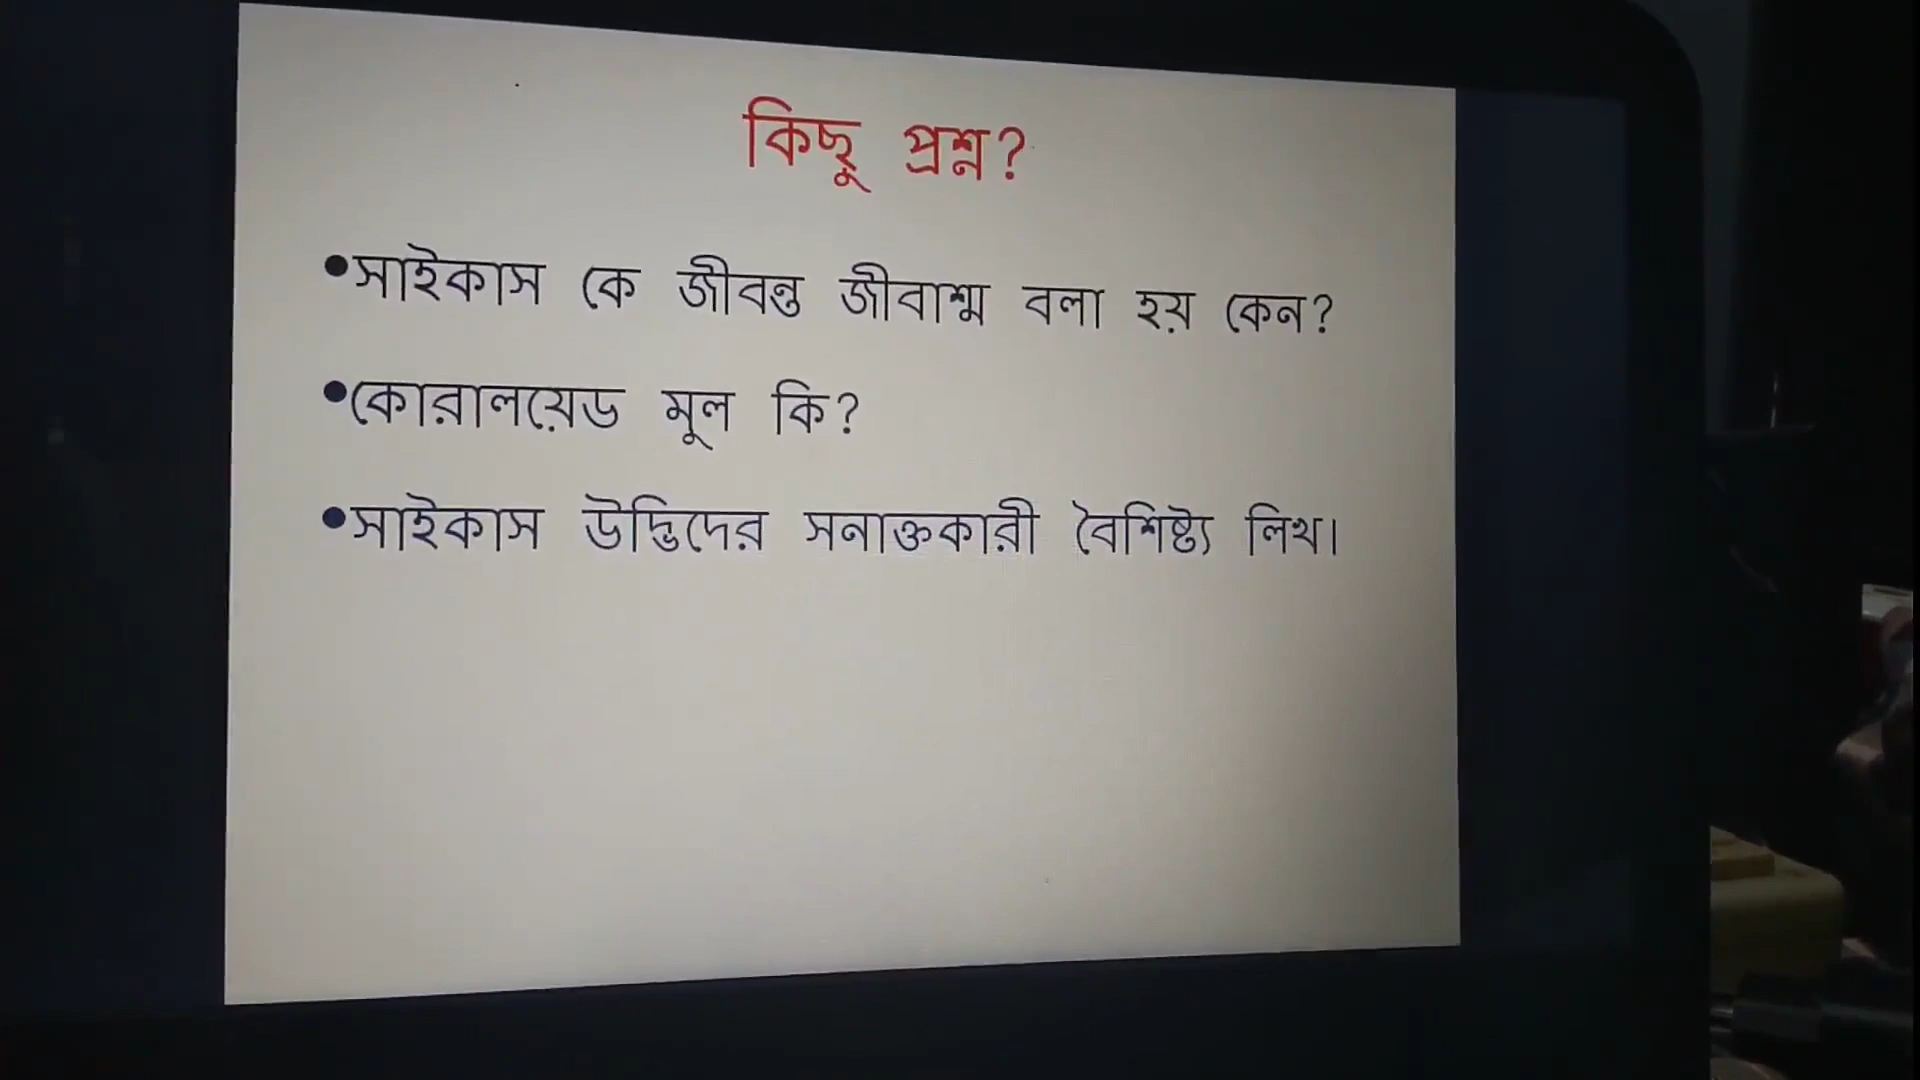 কিছু প্রশ্ন?
•সাইকাস কে জীবন্ত জীবাশ্ম বলা হয় কেন?
•কোরালয়েড মূল কি?
•সাইকাস উদ্ভিদের সনাক্তকারী বৈশিষ্ট্য লিখ।